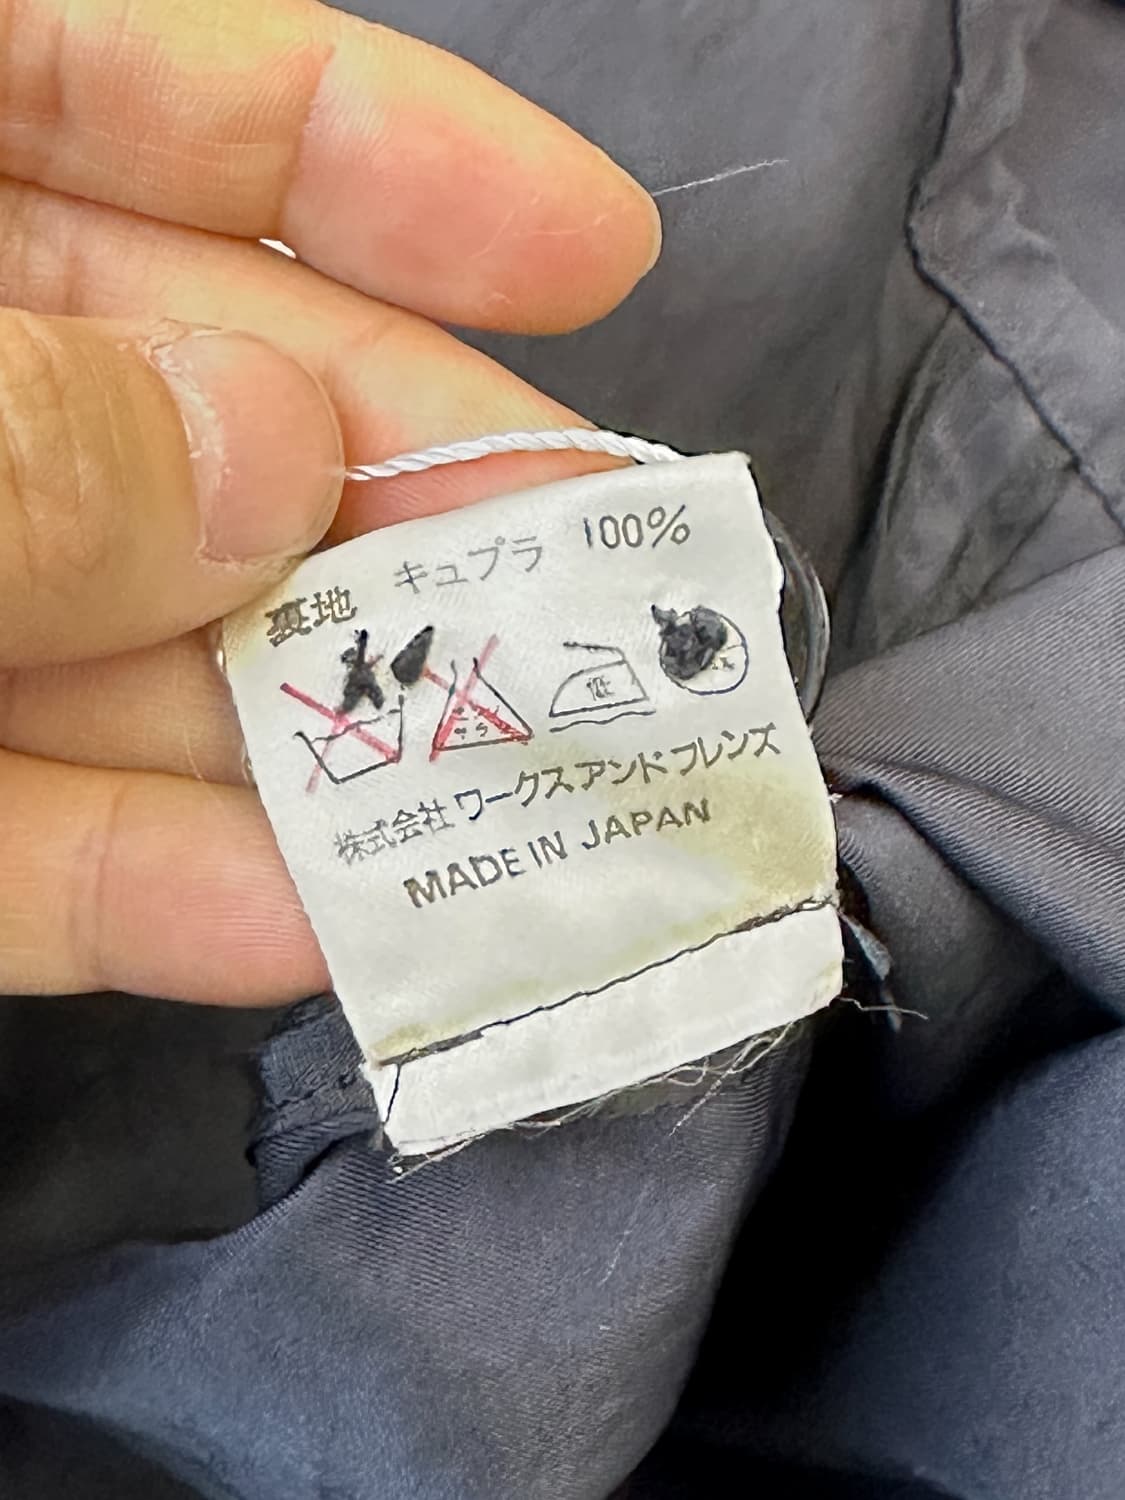 裏地 キュプラ 100%
低
株式会社ワークスアンドフレンズ
MADE IN JAPAN